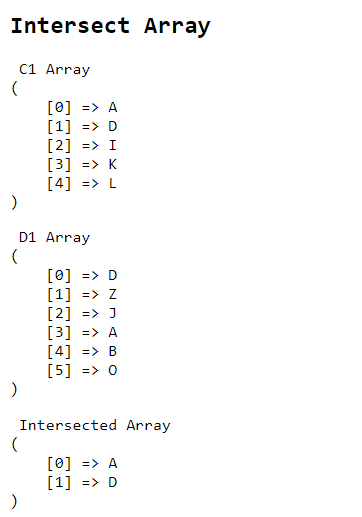 Intersect Array
C1 Array
(
[0] => A
[1] => D
[2] => I
[3] => K
[4] => L
)
D1 Array
(
[0] => D
[1] => Z
[2] => J
[3] => A
[4] => B
[5] => O
)
Intersected Array
(
[0] => A
[1] => D
)